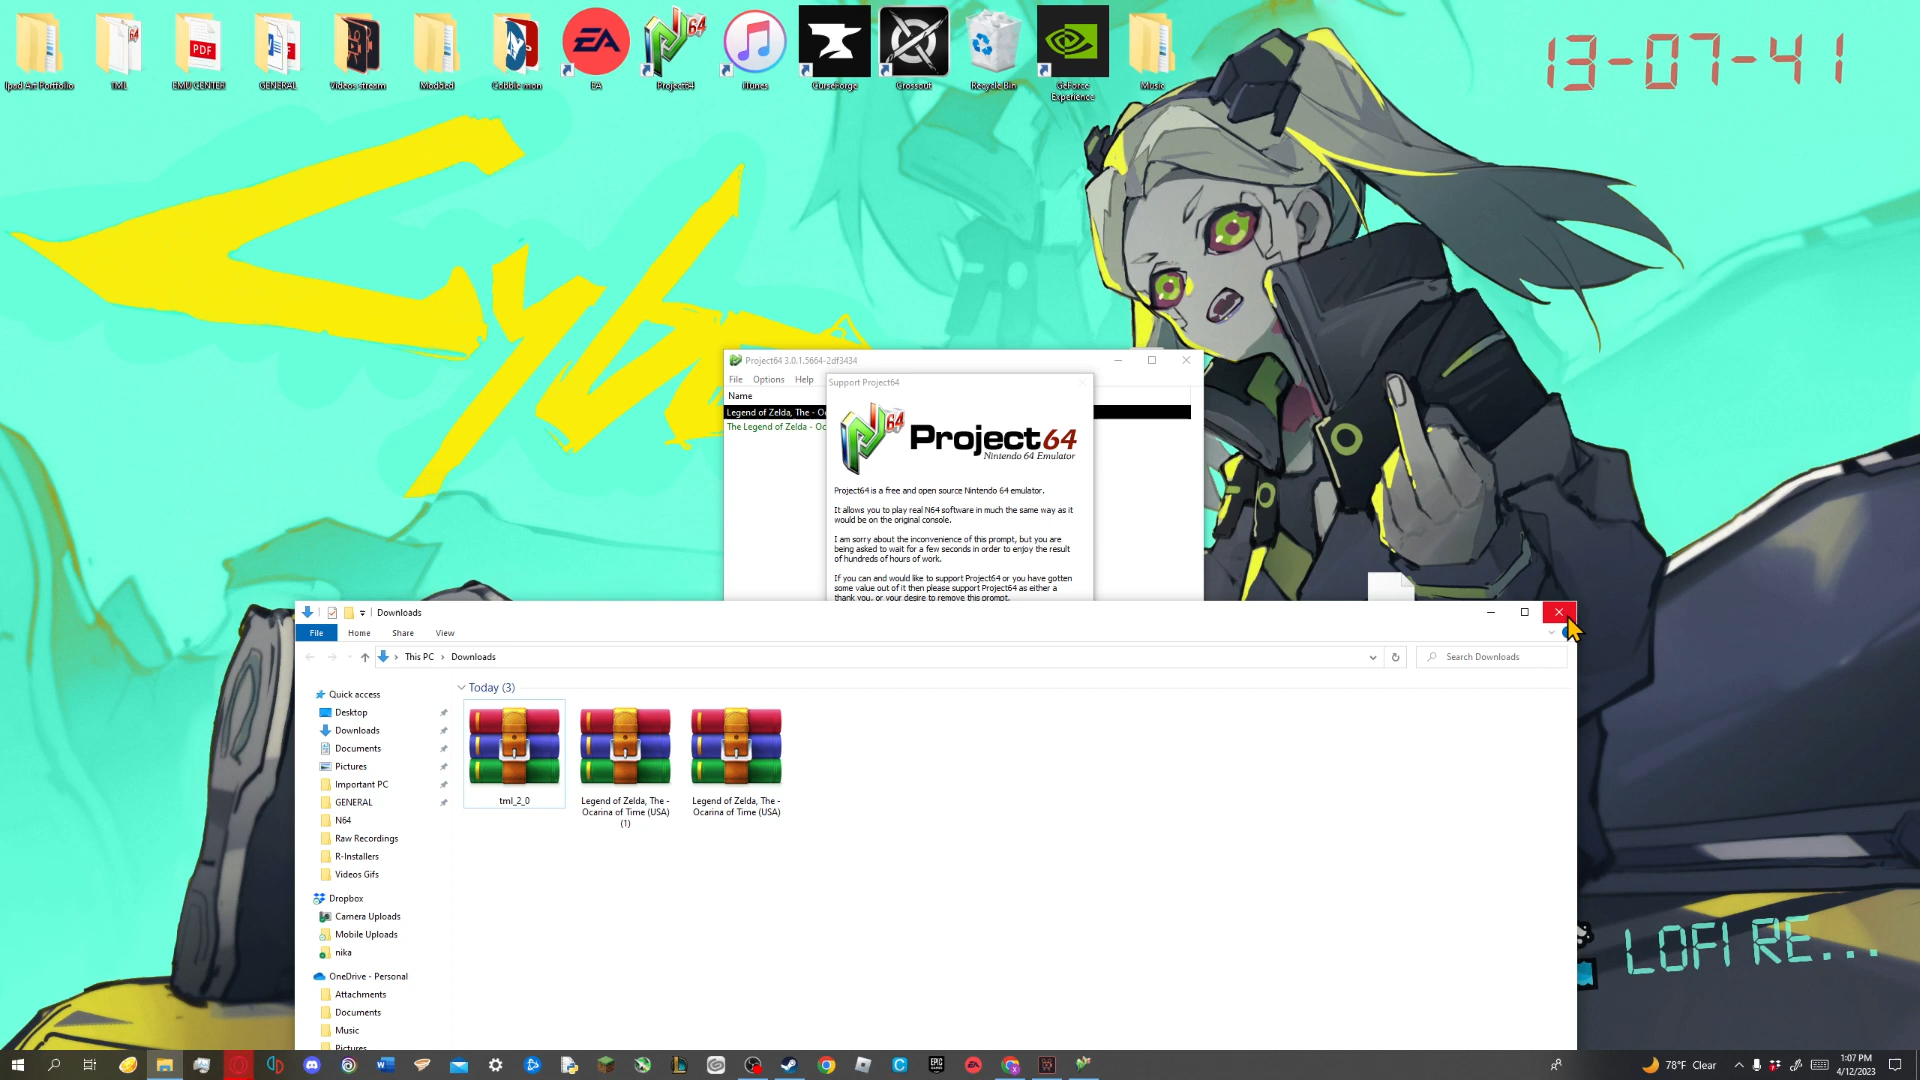 Ipad Art Portfolio
TML
EMU CENTER
GENERAL
Videos stream
Modded
Cobble mon
EA
Project64
iTunes
CurseForge
Crossout
Recycle Bin
GeForce Experience
Music
13-07-41
Cybe
Project64 3.0.1.5664-2df3434
File Options Help
Name
Legend of Zelda, The - Oc
The Legend of Zelda - Oc
Support Project64
Project64
Nintendo 64 Emulator
Project64 is a free and open source Nintendo 64 emulator.
It allows you to play real N64 software in much the same way as it
would be on the original console.
I am sorry about the inconvenience of this prompt, but you are
being asked to wait for a few seconds in order to enjoy the result
of hundreds of hours of work.
If you can and would like to support Project64 or you have gotten
some value out of it then please support Project64 as either a
thank you, or your desire to remove this prompt.
Downloads
File Home Share View
This PC > Downloads
Search Downloads
Quick access
Desktop
Downloads
Documents
Pictures
Important PC
GENERAL
N64
Raw Recordings
R-Installers
Videos Gifs
Dropbox
Camera Uploads
Mobile Uploads
nika
OneDrive - Personal
Attachments
Documents
Music
Pictures
Today (3)
tml_2_0
Legend of Zelda, The -
Ocarina of Time (USA)
(1)
Legend of Zelda, The -
Ocarina of Time (USA)
LOFI RE...
78°F Clear
1:07 PM
4/12/2023